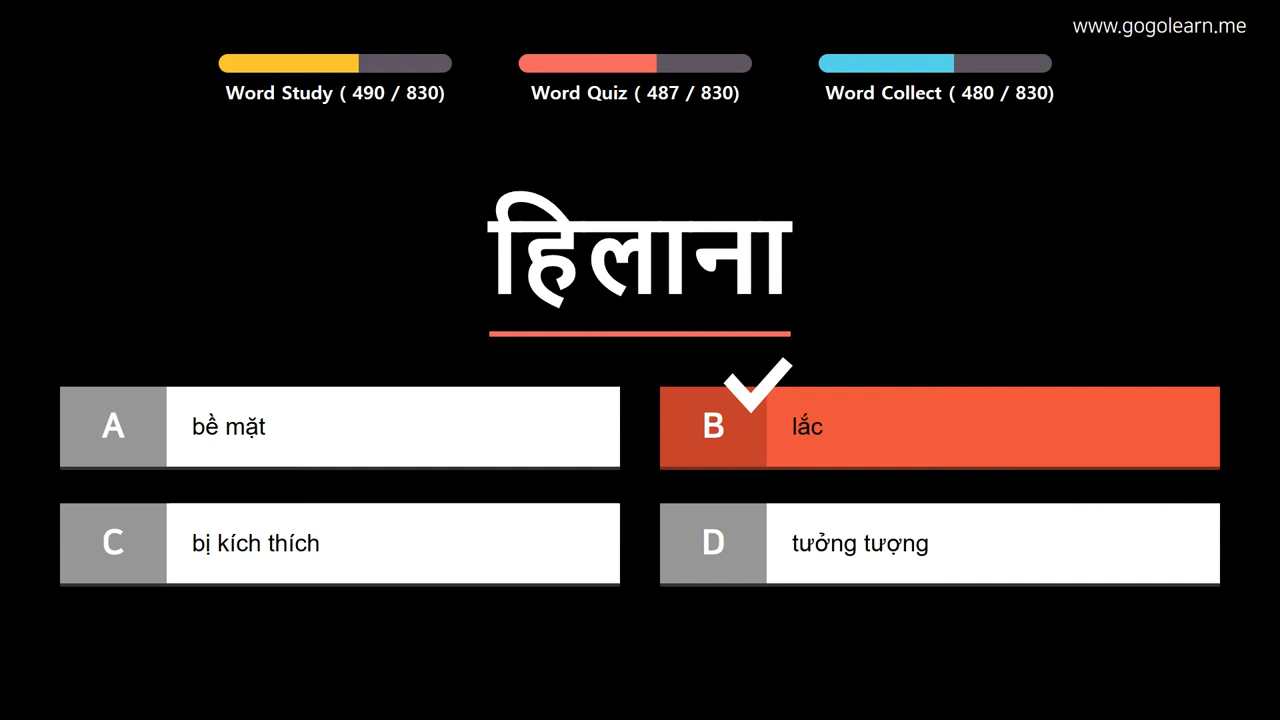 www.gogolearn.me
Word Study ( 490 / 830)
Word Quiz ( 487 / 830)
Word Collect ( 480 / 830)
हिलाना
A bề mặt
B lắc
C bị kích thích
D tưởng tượng